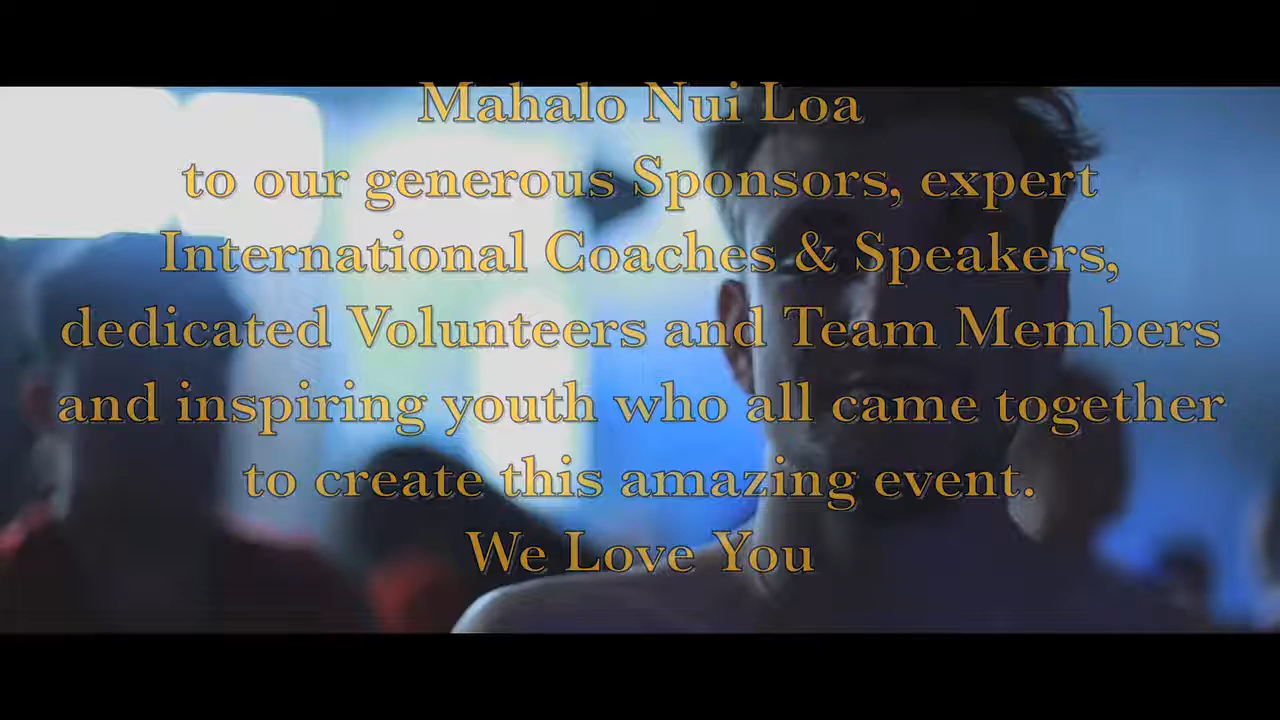 Mahalo Nui Loa
to our generous Sponsors, expert
International Coaches & Speakers,
dedicated Volunteers and Team Members
and inspiring youth who all came together
to create this amazing event.
We Love You